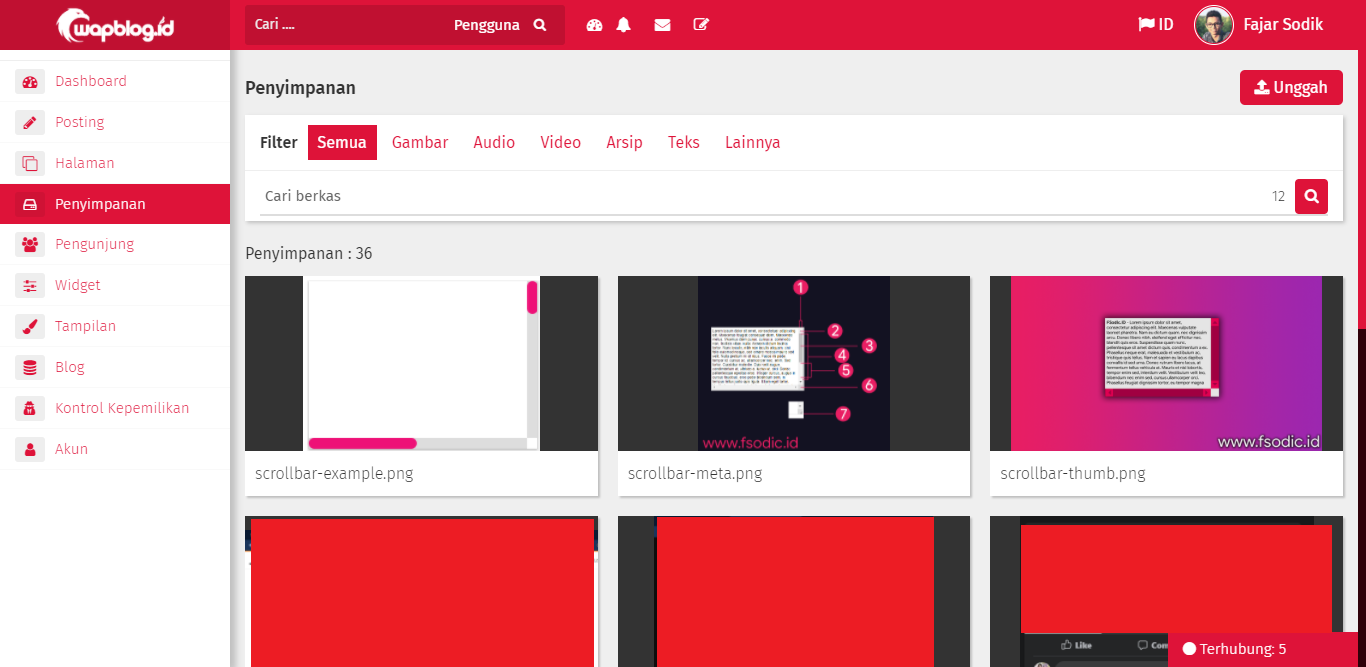 wapblog.id
Cari ....
Pengguna
ID
Fajar Sodik
Dashboard
Posting
Halaman
Penyimpanan
Pengunjung
Widget
Tampilan
Blog
Kontrol Kepemilikan
Akun
Penyimpanan
Unggah
Filter Semua Gambar Audio Video Arsip Teks Lainnya
Cari berkas
12
Penyimpanan : 36
1
2
3
4
5
6
7
www.fsodic.id
www.fsodic.id
scrollbar-example.png
scrollbar-meta.png
scrollbar-thumb.png
Like
Terhubung: 5